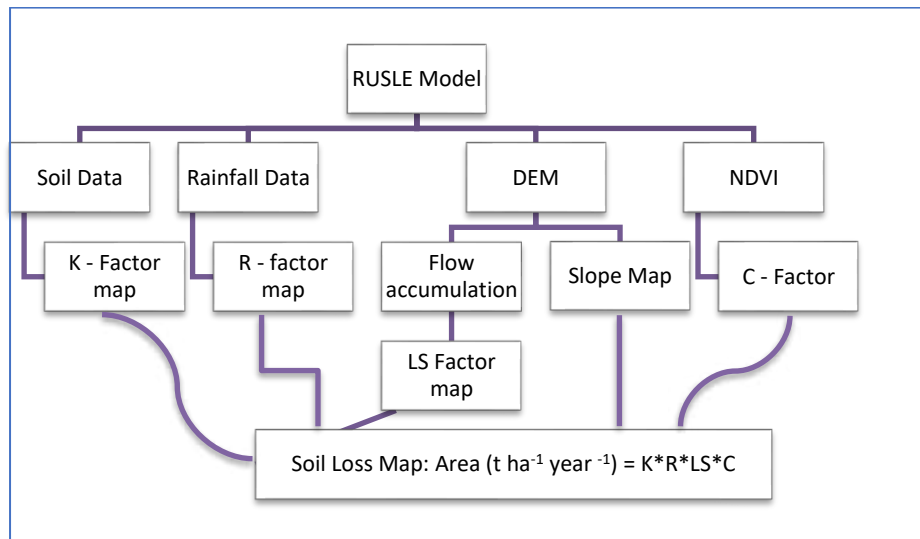 RUSLE Model
Soil Data
Rainfall Data
DEM
NDVI
K - Factor
map
R - factor
map
Flow
accumulation
Slope Map
C - Factor
LS Factor
map
Soil Loss Map: Area (t ha⁻¹ year ⁻¹) = K*R*LS*C